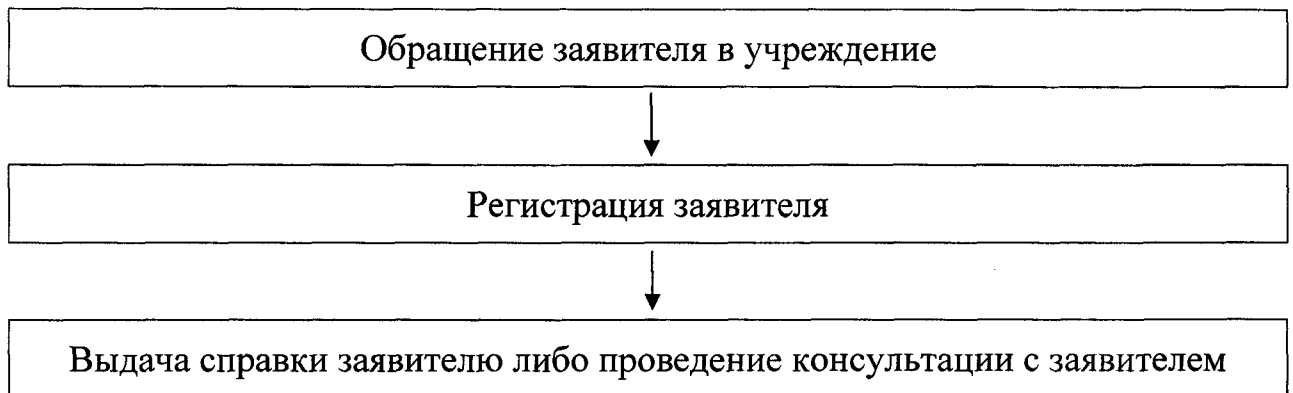 Обращение заявителя в учреждение
Регистрация заявителя
Выдача справки заявителю либо проведение консультации с заявителем